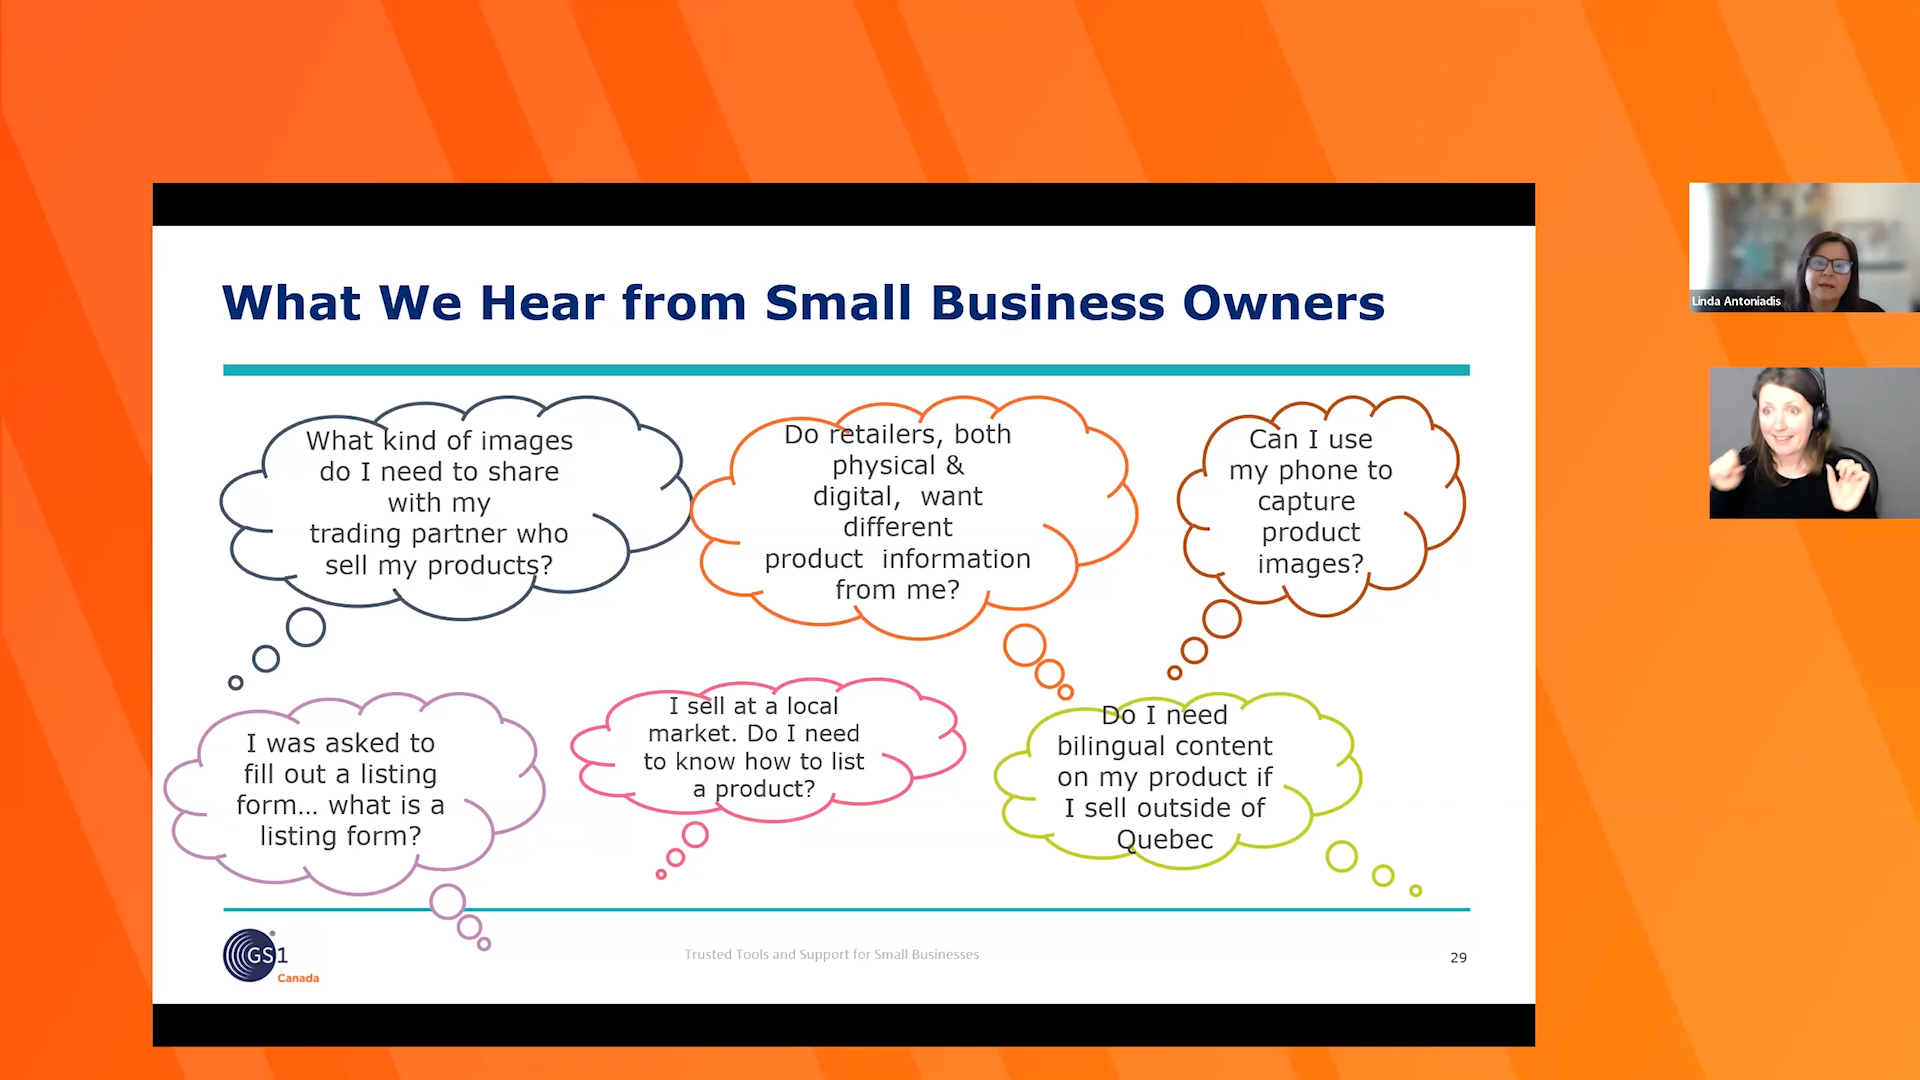 What We Hear from Small Business Owners
What kind of images
do I need to share
with my
trading partner who
sell my products?
Do retailers, both
physical &
digital,  want
different
product  information
from me?
Can I use
my phone to
capture
product
images?
I was asked to
fill out a listing
form... what is a
listing form?
I sell at a local
market. Do I need
to know how to list
a product?
Do I need
bilingual content
on my product if
I sell outside of
Quebec
GS1
®
Canada
Trusted Tools and Support for Small Businesses
29
Linda Antoniadis